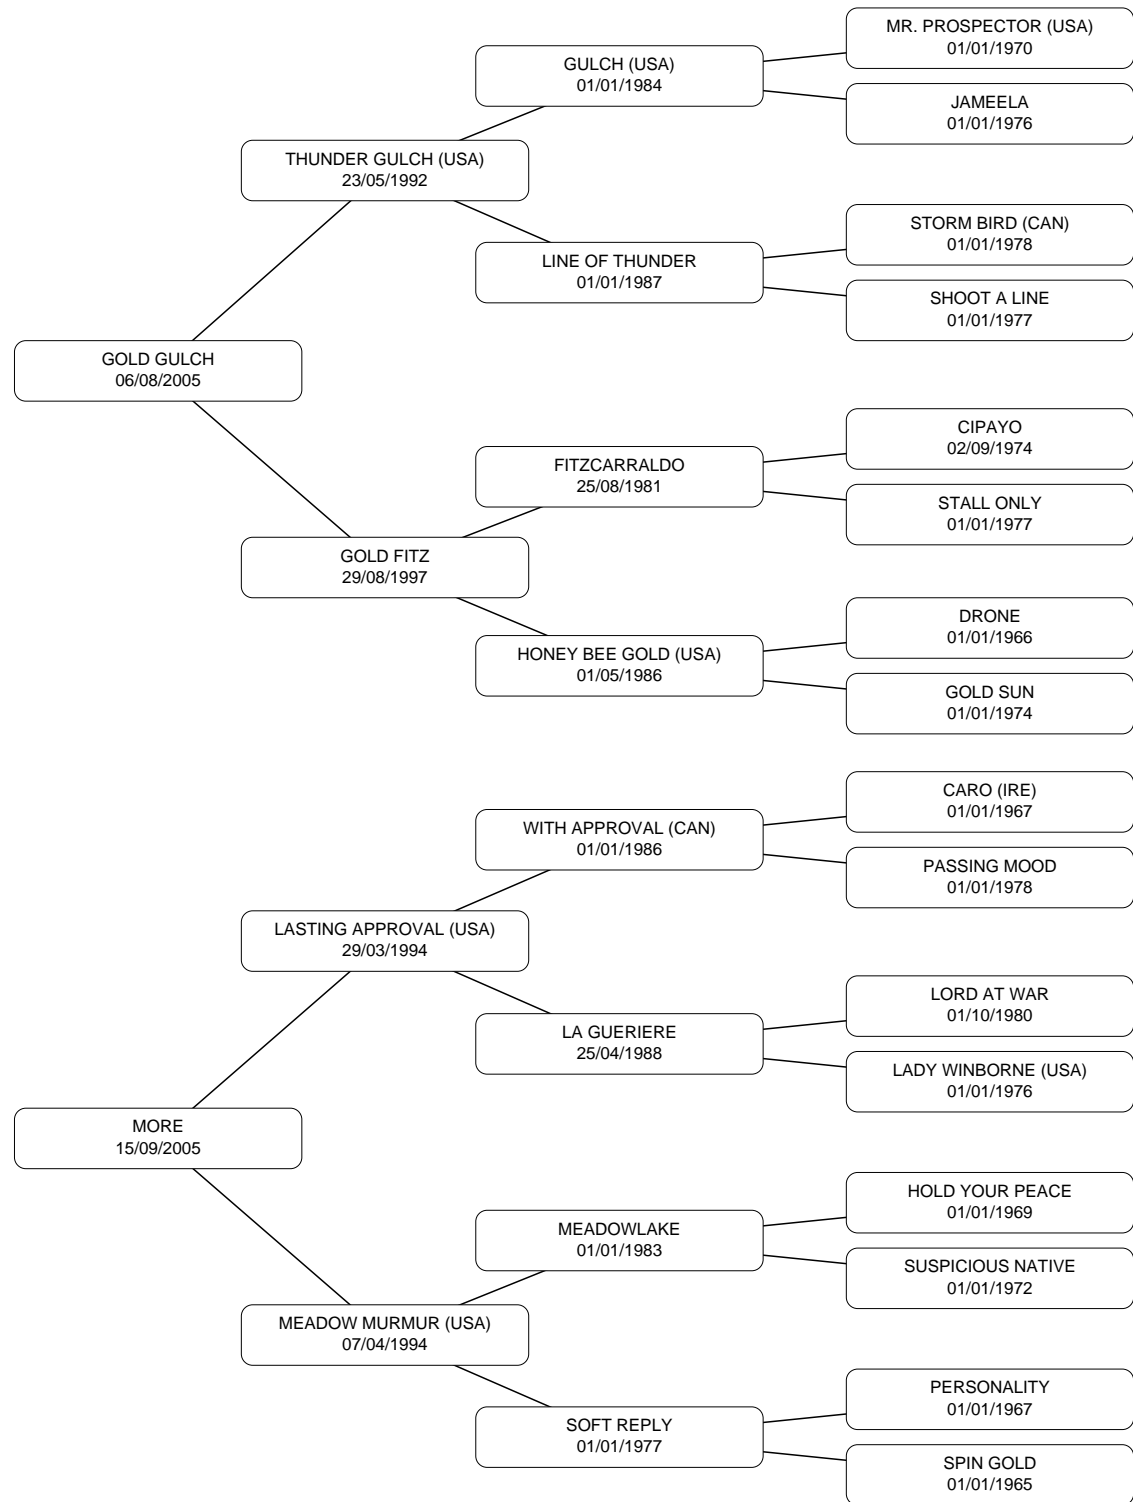 MR. PROSPECTOR (USA)
01/01/1970
GULCH (USA)
01/01/1984
JAMEELA
01/01/1976
THUNDER GULCH (USA)
23/05/1992
STORM BIRD (CAN)
01/01/1978
LINE OF THUNDER
01/01/1987
SHOOT A LINE
01/01/1977
GOLD GULCH
06/08/2005
CIPAYO
02/09/1974
FITZCARRALDO
25/08/1981
STALL ONLY
01/01/1977
GOLD FITZ
29/08/1997
DRONE
01/01/1966
HONEY BEE GOLD (USA)
01/05/1986
GOLD SUN
01/01/1974
CARO (IRE)
01/01/1967
WITH APPROVAL (CAN)
01/01/1986
PASSING MOOD
01/01/1978
LASTING APPROVAL (USA)
29/03/1994
LORD AT WAR
01/10/1980
LA GUERIERE
25/04/1988
LADY WINBORNE (USA)
01/01/1976
MORE
15/09/2005
HOLD YOUR PEACE
01/01/1969
MEADOWLAKE
01/01/1983
SUSPICIOUS NATIVE
01/01/1972
MEADOW MURMUR (USA)
07/04/1994
PERSONALITY
01/01/1967
SOFT REPLY
01/01/1977
SPIN GOLD
01/01/1965